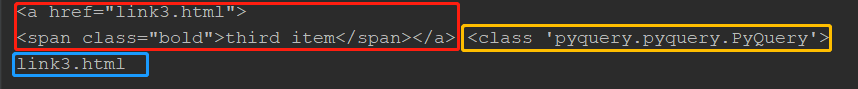 <a href="link3.html">
<span class="bold">third item</span></a> <class 'pyquery.pyquery.PyQuery'>
link3.html